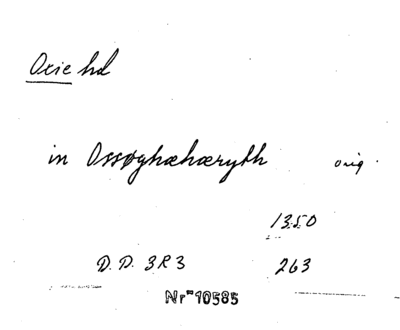 Oxie hd
in Ossøghæhæryth orig.
1350
D.D. 3R3 263
Nr 10585